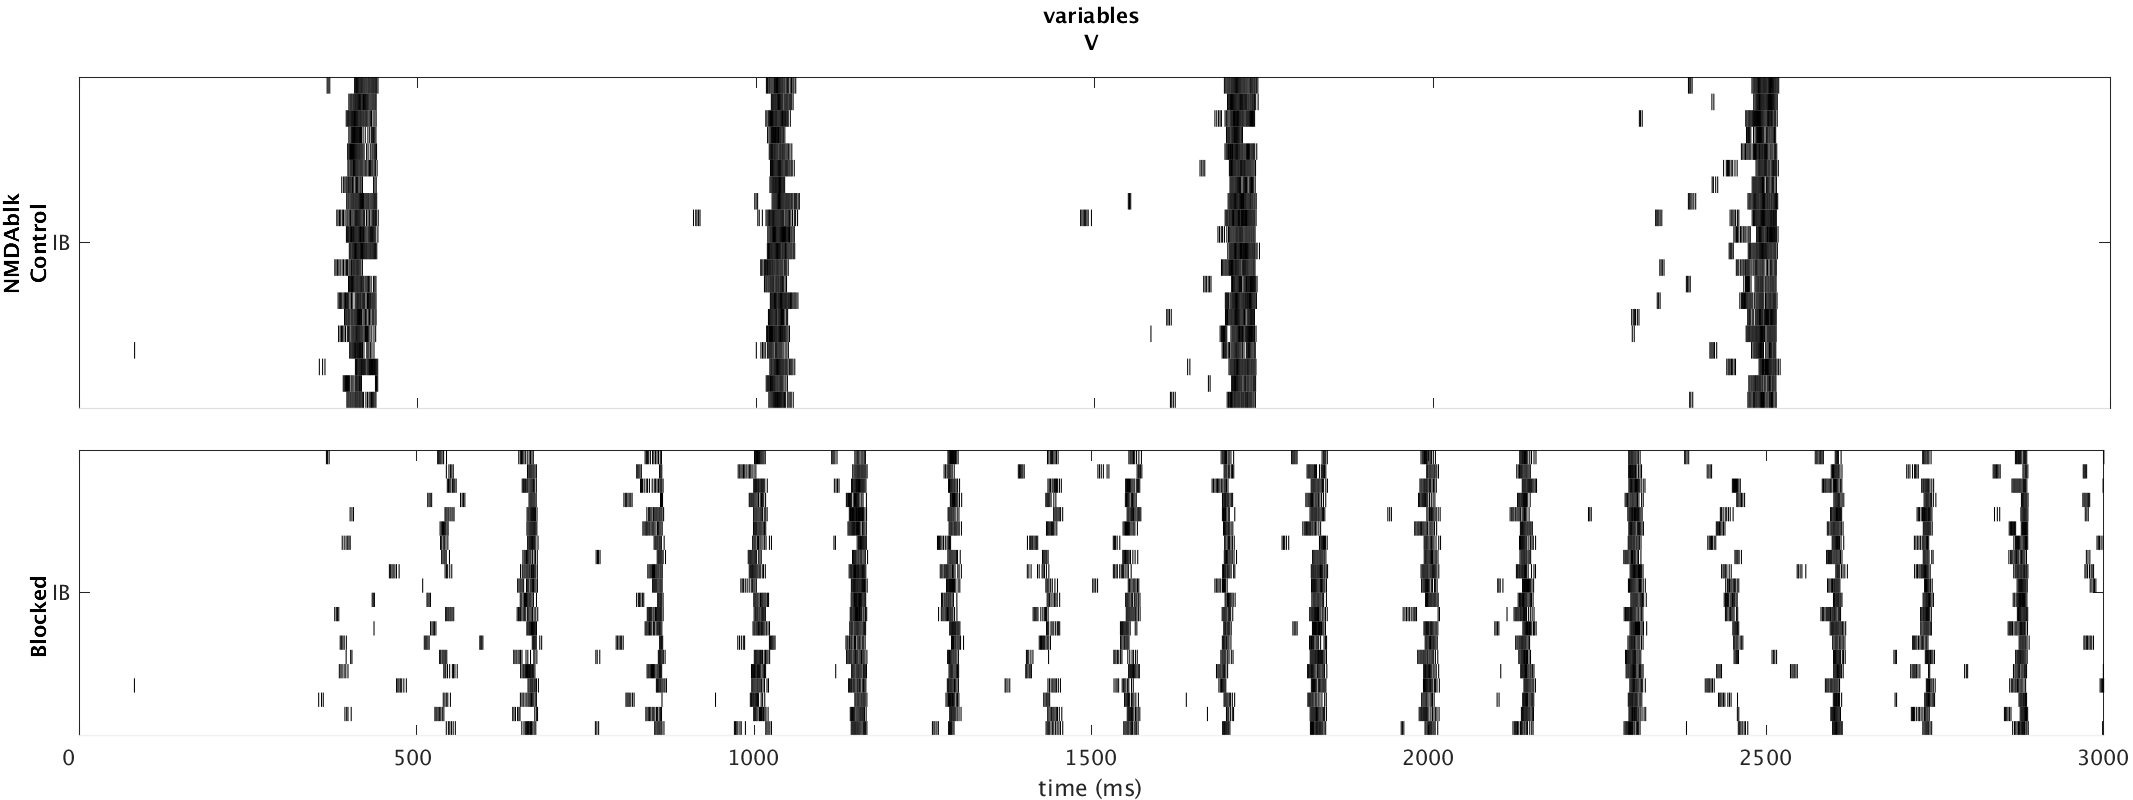 variables
V
NMDAblk
Control
IB
Blocked
IB
0 500 1000 1500 2000 2500 3000
time (ms)